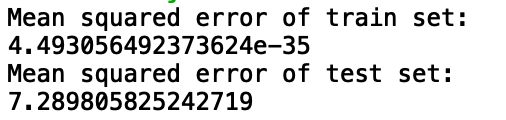 Mean squared error of train set:
4.493056492373624e-35
Mean squared error of test set:
7.289805825242719